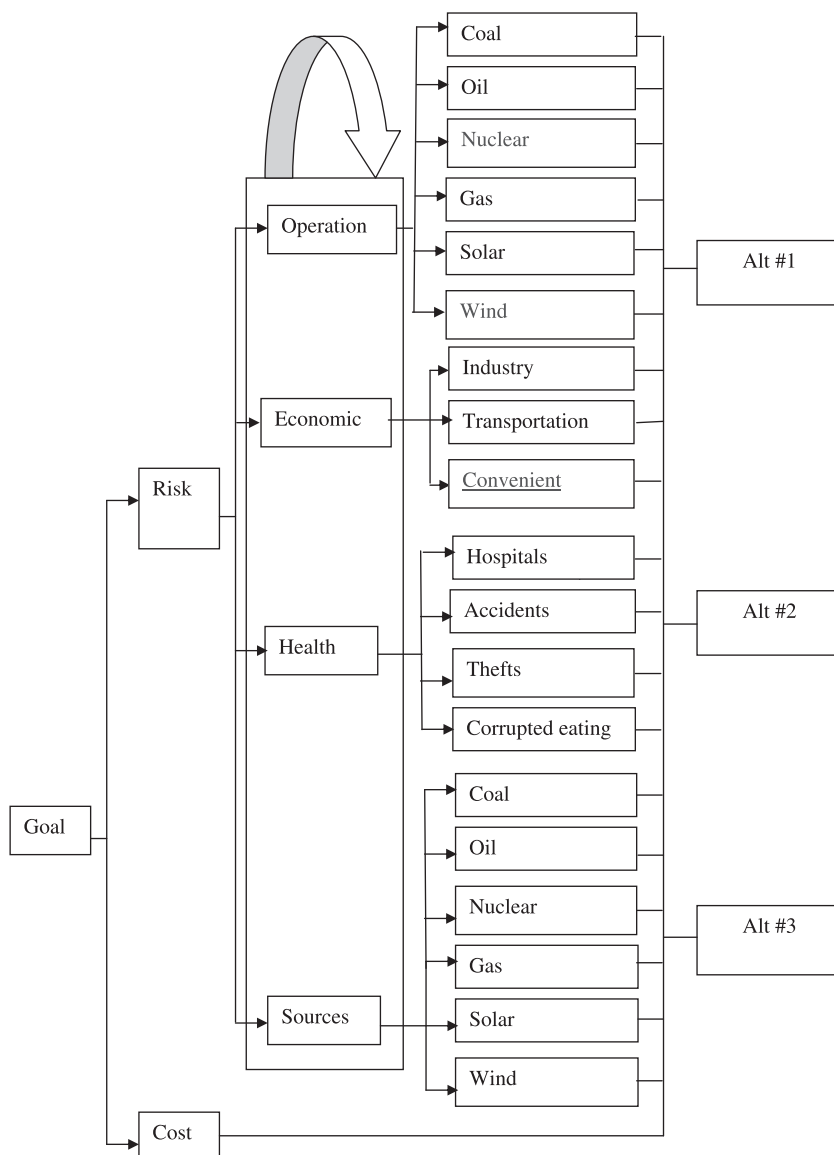 Coal
Oil
Nuclear
Gas
Solar
Wind
Operation
Alt #1
Industry
Transportation
Convenient
Economic
Risk
Hospitals
Accidents
Thefts
Corrupted eating
Health
Alt #2
Coal
Oil
Nuclear
Gas
Solar
Wind
Sources
Goal
Alt #3
Cost